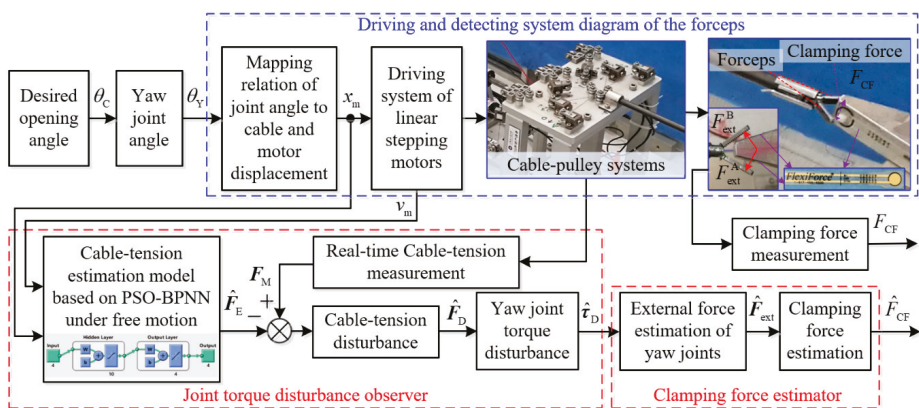 Driving and detecting system diagram of the forceps
Desired
opening
angle
θC
Yaw
joint
angle
θY
Mapping
relation of
joint angle to
cable and
motor
displacement
xm
Driving
system of
linear
stepping
motors
vm
Cable-pulley systems
Forceps
Clamping force
FCF
F^B_ext
F^A_ext
FlexiForce
Clamping force
measurement
FCF
Cable-tension
estimation model
based on PSO-BPNN
under free motion
Input
4
Hidden Layer
W
b
10
Output Layer
W
b
4
Output
4
F̂E
−
+
FM
Real-time Cable-tension
measurement
Cable-tension
disturbance
F̂D
Yaw joint
torque
disturbance
τ̂D
External force
estimation of
yaw joints
F̂ext
Clamping
force
estimation
F̂CF
Joint torque disturbance observer
Clamping force estimator